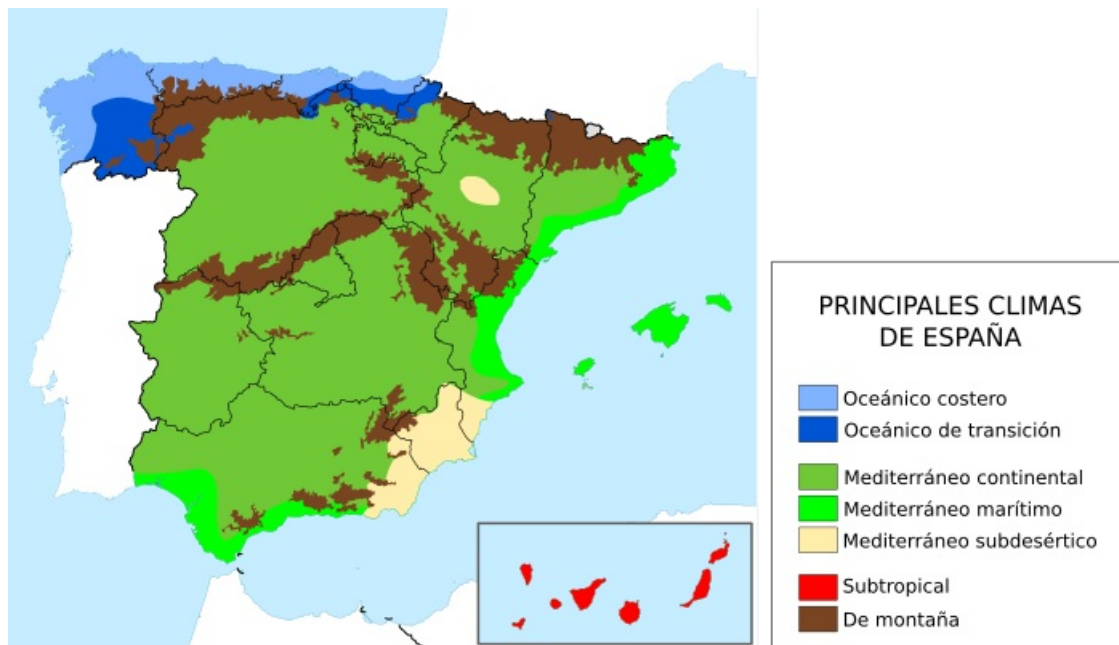 PRINCIPALES CLIMAS
DE ESPAÑA
Oceánico costero
Oceánico de transición
Mediterráneo continental
Mediterráneo marítimo
Mediterráneo subdesértico
Subtropical
De montaña